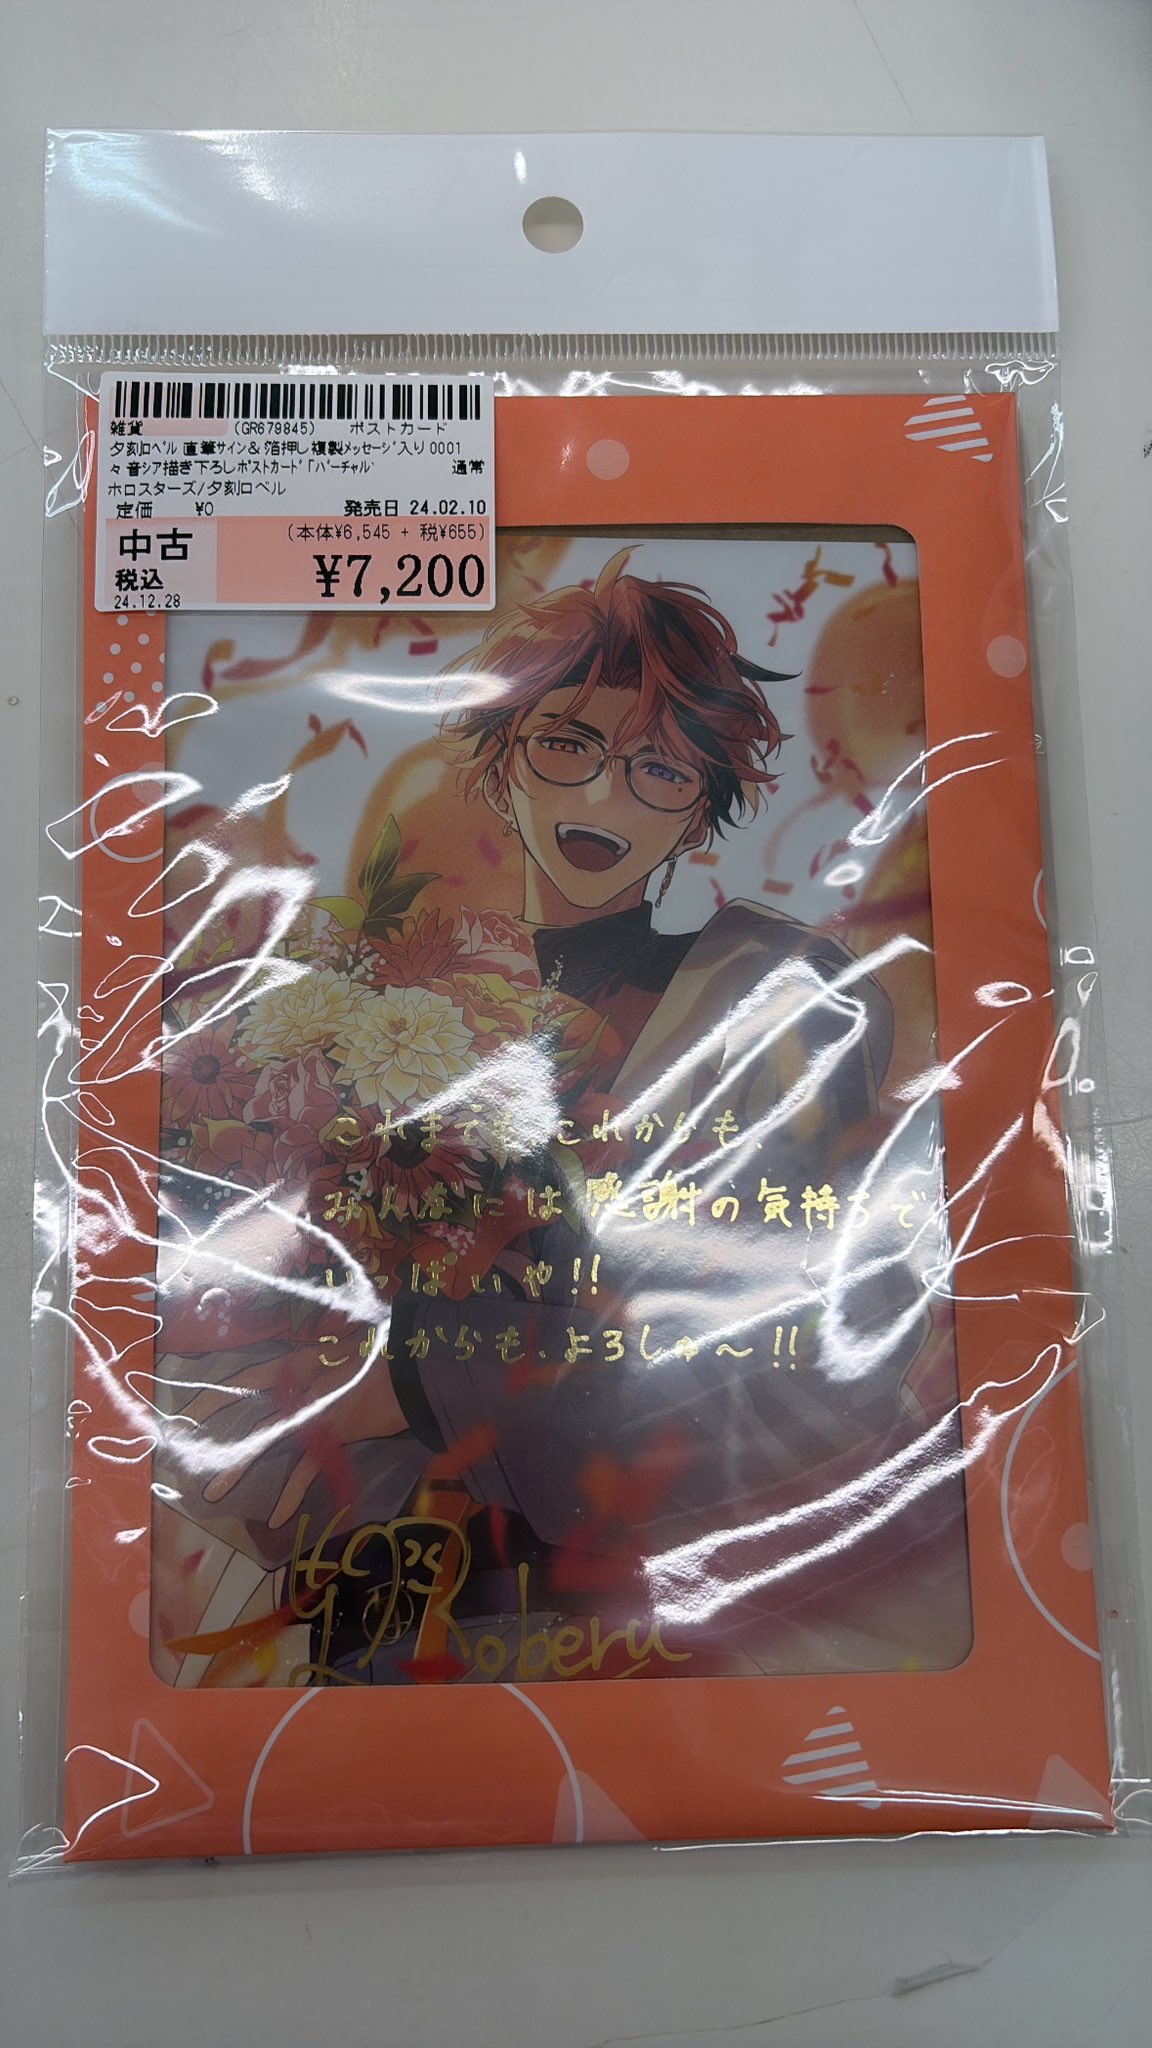 雑貨 (GR679845) ポストカード
夕刻ロベル 直筆サイン& 箔押し複製メッセージ入り 0001
々音シア描き下ろしポストカード「バーチャル 通常
ホロスターズ/夕刻ロベル
定価 ¥0 発売日 24.02.10
中古 (本体¥6,545 + 税¥655)
税込 ¥7,200
24.12.28
これまでも、これからも、
みんなには感謝の気持ちで
いっぱいや!!
これからも、よろしゅ〜!!
Roberu